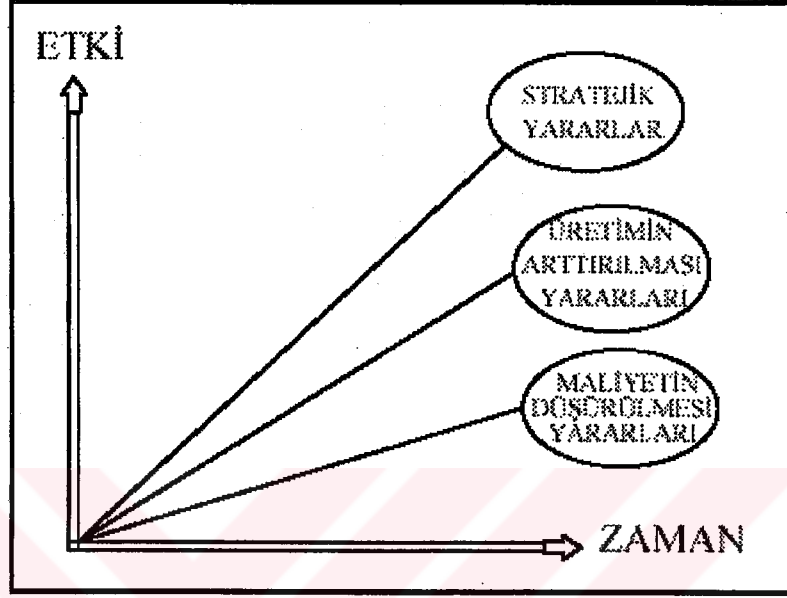 ETKİ
STRATEJİK
YARARLAR
ÜRETİMİN
ARTTIRILMASI
YARARLARI
MALİYETİN
DÜŞÜRÜLMESİ
YARARLARI
ZAMAN